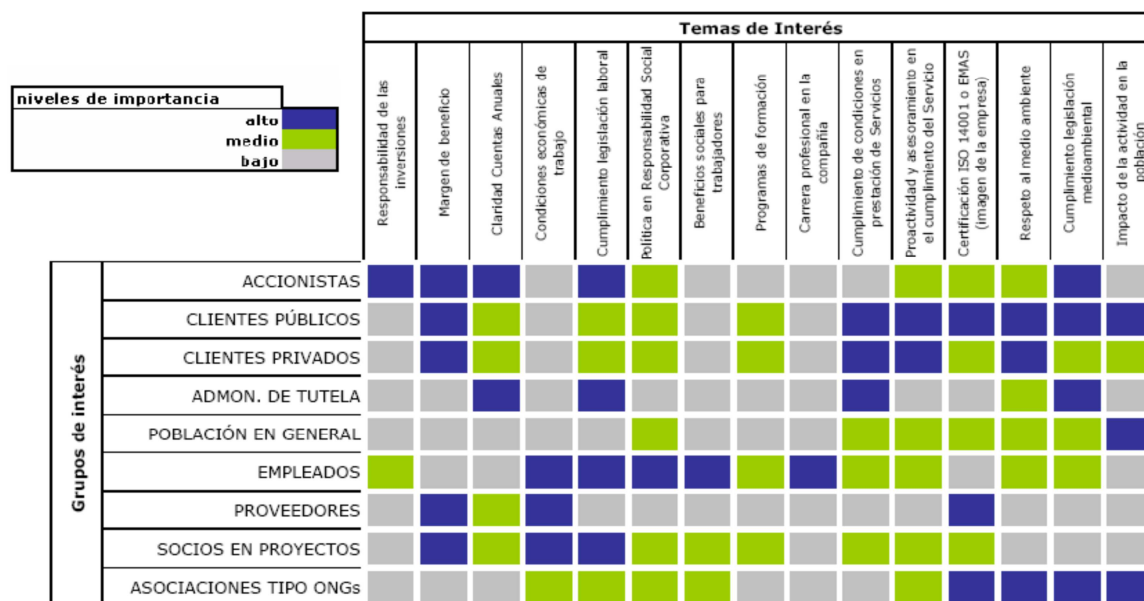 Temas de Interés
niveles de importancia
alto
medio
bajo
Responsabilidad de las
inversiones
Margen de beneficio
Claridad Cuentas Anuales
Condiciones económicas de
trabajo
Cumplimiento legislación laboral
Política en Responsabilidad Social
Corporativa
Beneficios sociales para
trabajadores
Programas de formación
Carrera profesional en la
compañía
Cumplimiento de condiciones en
prestación de Servicios
Proactividad y asesoramiento en
el cumplimiento del Servicio
Certificación ISO 14001 o EMAS
(imagen de la empresa)
Respeto al medio ambiente
Cumplimiento legislación
medioambiental
Impacto de la actividad en la
población
Grupos de interés
ACCIONISTAS
CLIENTES PÚBLICOS
CLIENTES PRIVADOS
ADMON. DE TUTELA
POBLACIÓN EN GENERAL
EMPLEADOS
PROVEEDORES
SOCIOS EN PROYECTOS
ASOCIACIONES TIPO ONGs